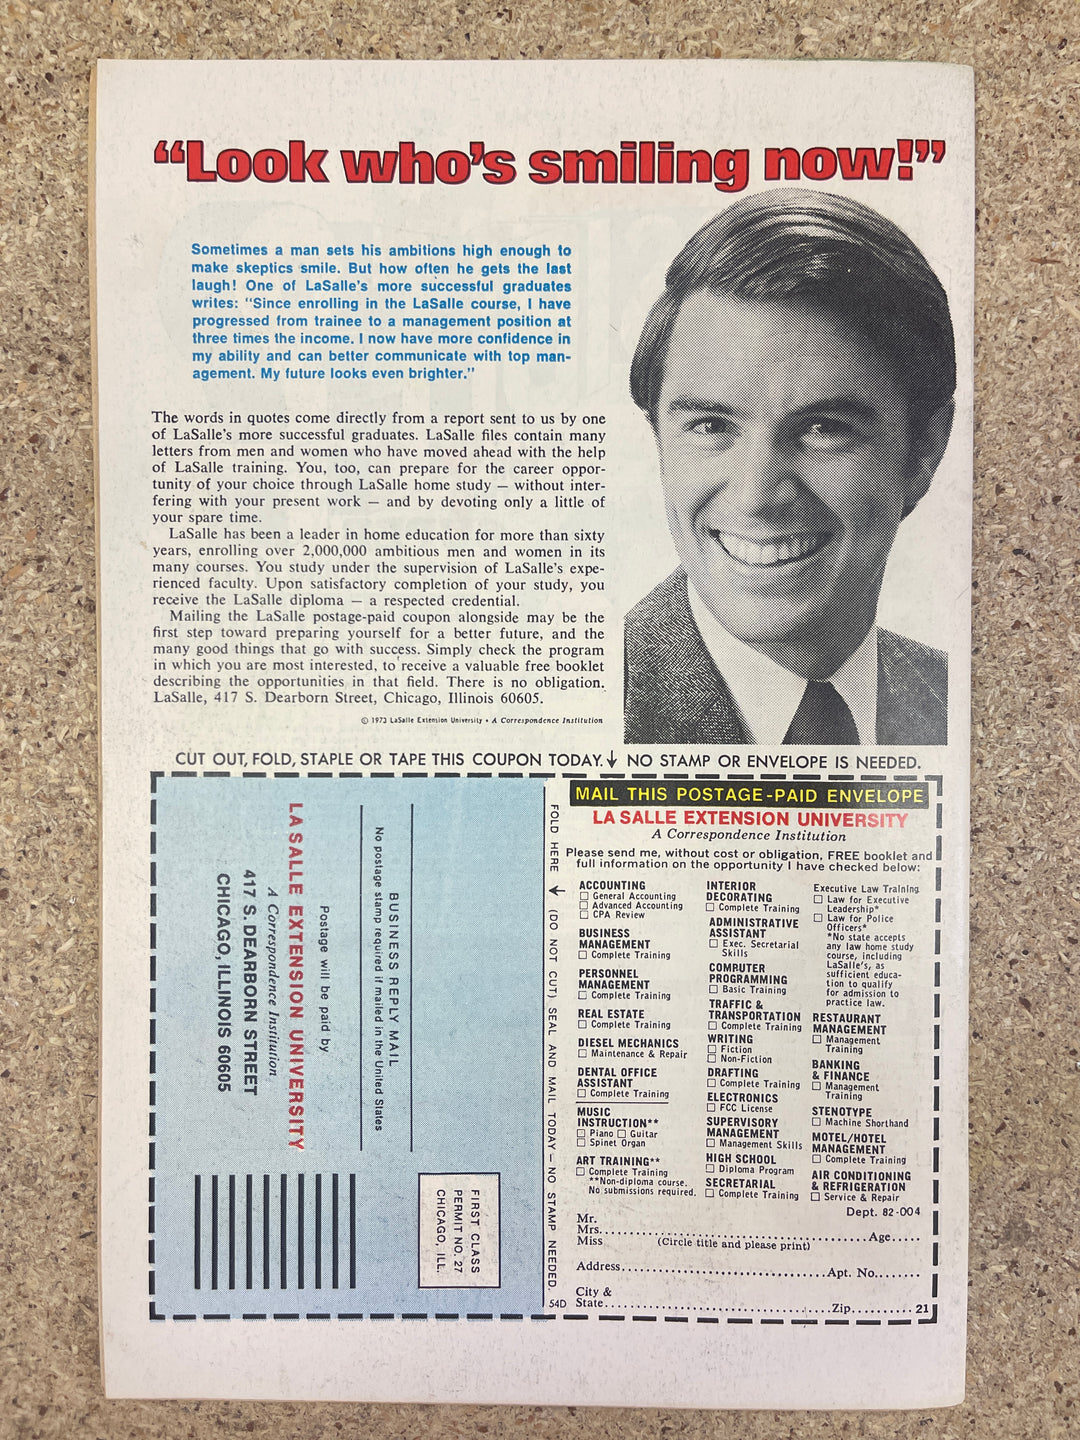 “Look who’s smiling now!”
Sometimes a man sets his ambitions high enough to
make skeptics smile. But how often he gets the last
laugh! One of LaSalle’s more successful graduates
writes: “Since enrolling in the LaSalle course, I have
progressed from trainee to a management position at
three times the income. I now have more confidence in
my ability and can better communicate with top man-
agement. My future looks even brighter.”
The words in quotes come directly from a report sent to us by one
of LaSalle’s more successful graduates. LaSalle files contain many
letters from men and women who have moved ahead with the help
of LaSalle training. You, too, can prepare for the career oppor-
tunity of your choice through LaSalle home study — without inter-
fering with your present work — and by devoting only a little of
your spare time.
LaSalle has been a leader in home education for more than sixty
years, enrolling over 2,000,000 ambitious men and women in its
many courses. You study under the supervision of LaSalle’s expe-
rienced faculty. Upon satisfactory completion of your study, you
receive the LaSalle diploma — a respected credential.
Mailing the LaSalle postage-paid coupon alongside may be the
first step toward preparing yourself for a better future, and the
many good things that go with success. Simply check the program
in which you are most interested, to receive a valuable free booklet
describing the opportunities in that field. There is no obligation.
LaSalle, 417 S. Dearborn Street, Chicago, Illinois 60605.
© 1973 LaSalle Extension University • A Correspondence Institution
CUT OUT, FOLD, STAPLE OR TAPE THIS COUPON TODAY. ↓ NO STAMP OR ENVELOPE IS NEEDED.
FIRST CLASS
PERMIT NO. 27
CHICAGO, ILL.
BUSINESS REPLY MAIL
No postage stamp required if mailed in the United States
Postage will be paid by
LA SALLE EXTENSION UNIVERSITY
A Correspondence Institution
417 S. DEARBORN STREET
CHICAGO, ILLINOIS 60605
FOLD HERE ← (DO NOT CUT) SEAL AND MAIL TODAY — NO STAMP NEEDED.
54D
MAIL THIS POSTAGE-PAID ENVELOPE
LA SALLE EXTENSION UNIVERSITY
A Correspondence Institution
Please send me, without cost or obligation, FREE booklet and
full information on the opportunity I have checked below:
ACCOUNTING
☐ General Accounting
☐ Advanced Accounting
☐ CPA Review
BUSINESS
MANAGEMENT
☐ Complete Training
PERSONNEL
MANAGEMENT
☐ Complete Training
REAL ESTATE
☐ Complete Training
DIESEL MECHANICS
☐ Maintenance & Repair
DENTAL OFFICE
ASSISTANT
☐ Complete Training
MUSIC
INSTRUCTION**
☐ Piano ☐ Guitar
☐ Spinet Organ
ART TRAINING**
☐ Complete Training
**Non-diploma course.
No submissions required.
INTERIOR
DECORATING
☐ Complete Training
ADMINISTRATIVE
ASSISTANT
☐ Exec. Secretarial
Skills
COMPUTER
PROGRAMMING
☐ Basic Training
TRAFFIC &
TRANSPORTATION
☐ Complete Training
WRITING
☐ Fiction
☐ Non-Fiction
DRAFTING
☐ Complete Training
ELECTRONICS
☐ FCC License
SUPERVISORY
MANAGEMENT
☐ Management Skills
HIGH SCHOOL
☐ Diploma Program
SECRETARIAL
☐ Complete Training
Executive Law Training
☐ Law for Executive
Leadership*
☐ Law for Police
Officers*
*No state accepts
any law home study
course, including
LaSalle’s, as
sufficient educa-
tion to qualify
for admission to
practice law.
RESTAURANT
MANAGEMENT
☐ Management
Training
BANKING
& FINANCE
☐ Management
Training
STENOTYPE
☐ Machine Shorthand
MOTEL/HOTEL
MANAGEMENT
☐ Complete Training
AIR CONDITIONING
& REFRIGERATION
☐ Service & Repair
Dept. 82-004
Mr.
Mrs. Age
Miss (Circle title and please print)
Address Apt. No.
City &
State Zip 21